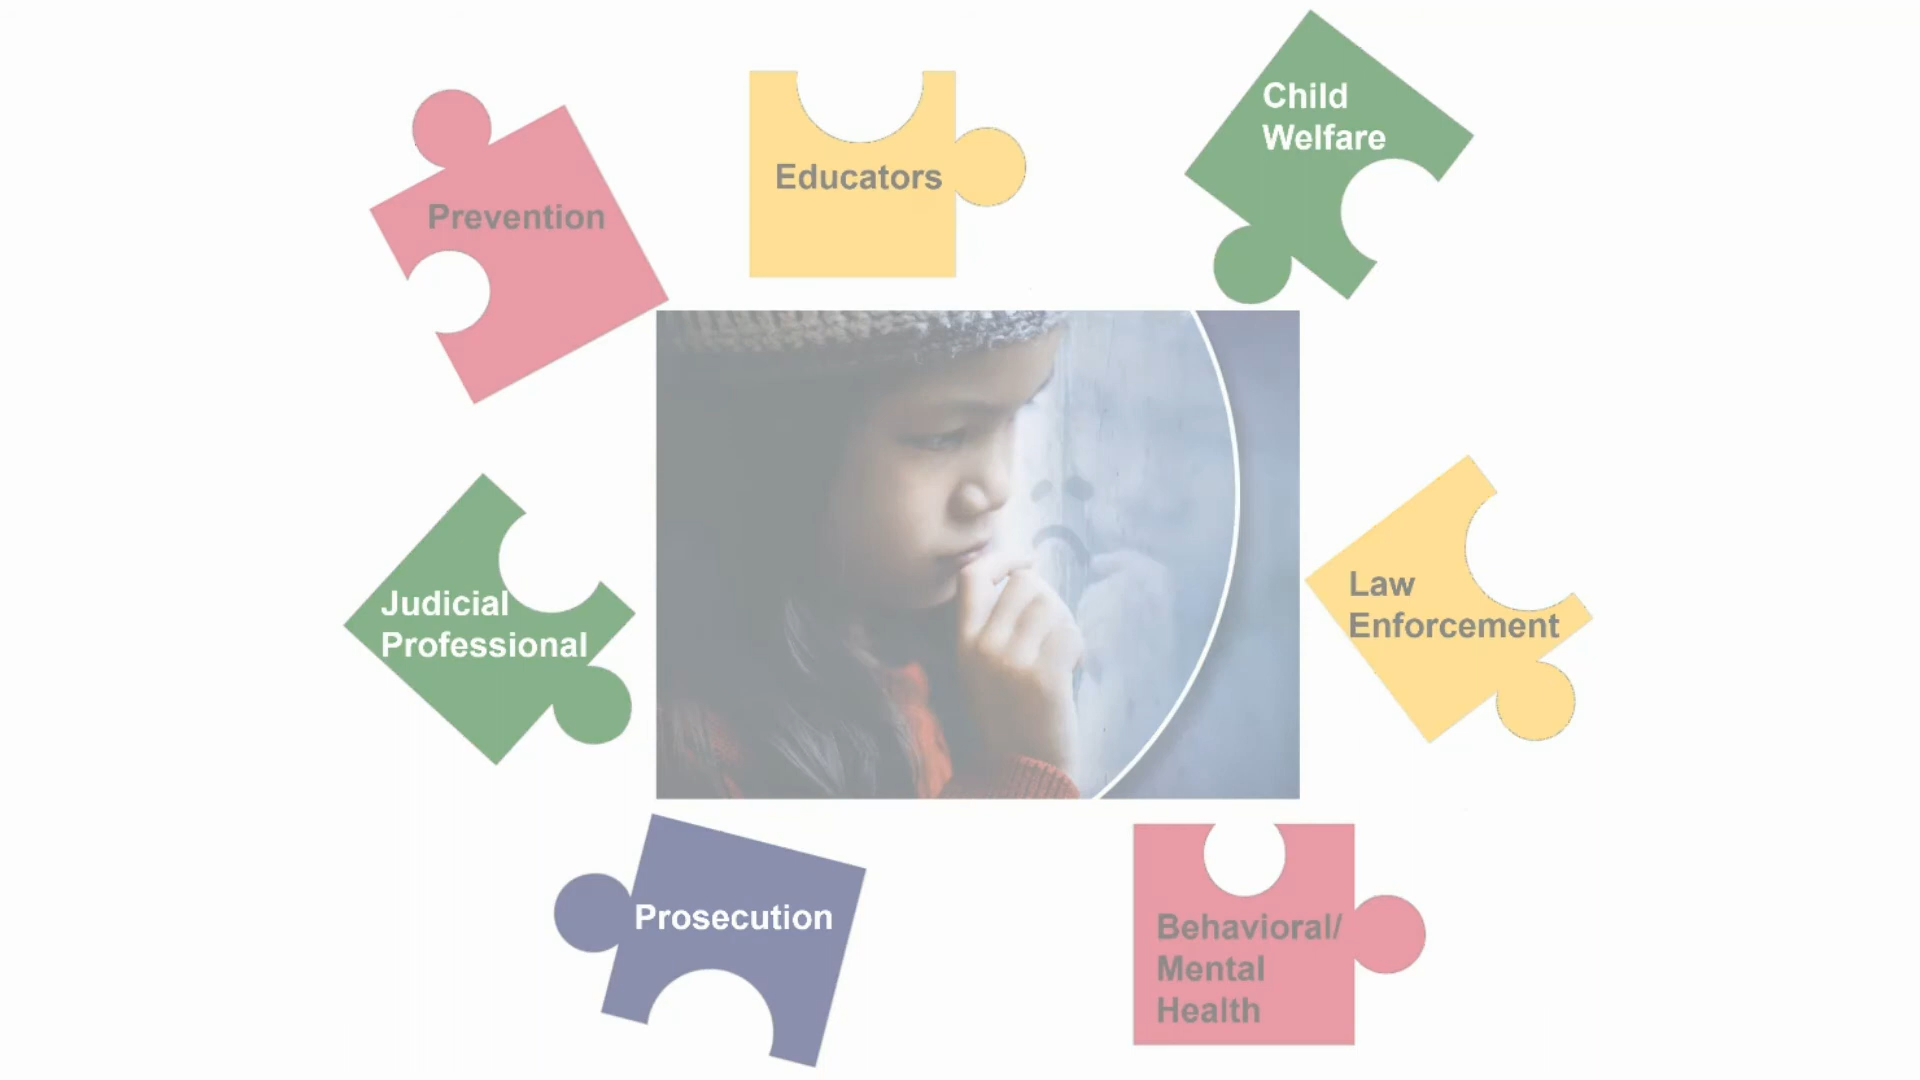 Prevention
Educators
Child
Welfare
Judicial
Professional
Law
Enforcement
Prosecution
Behavioral/
Mental
Health